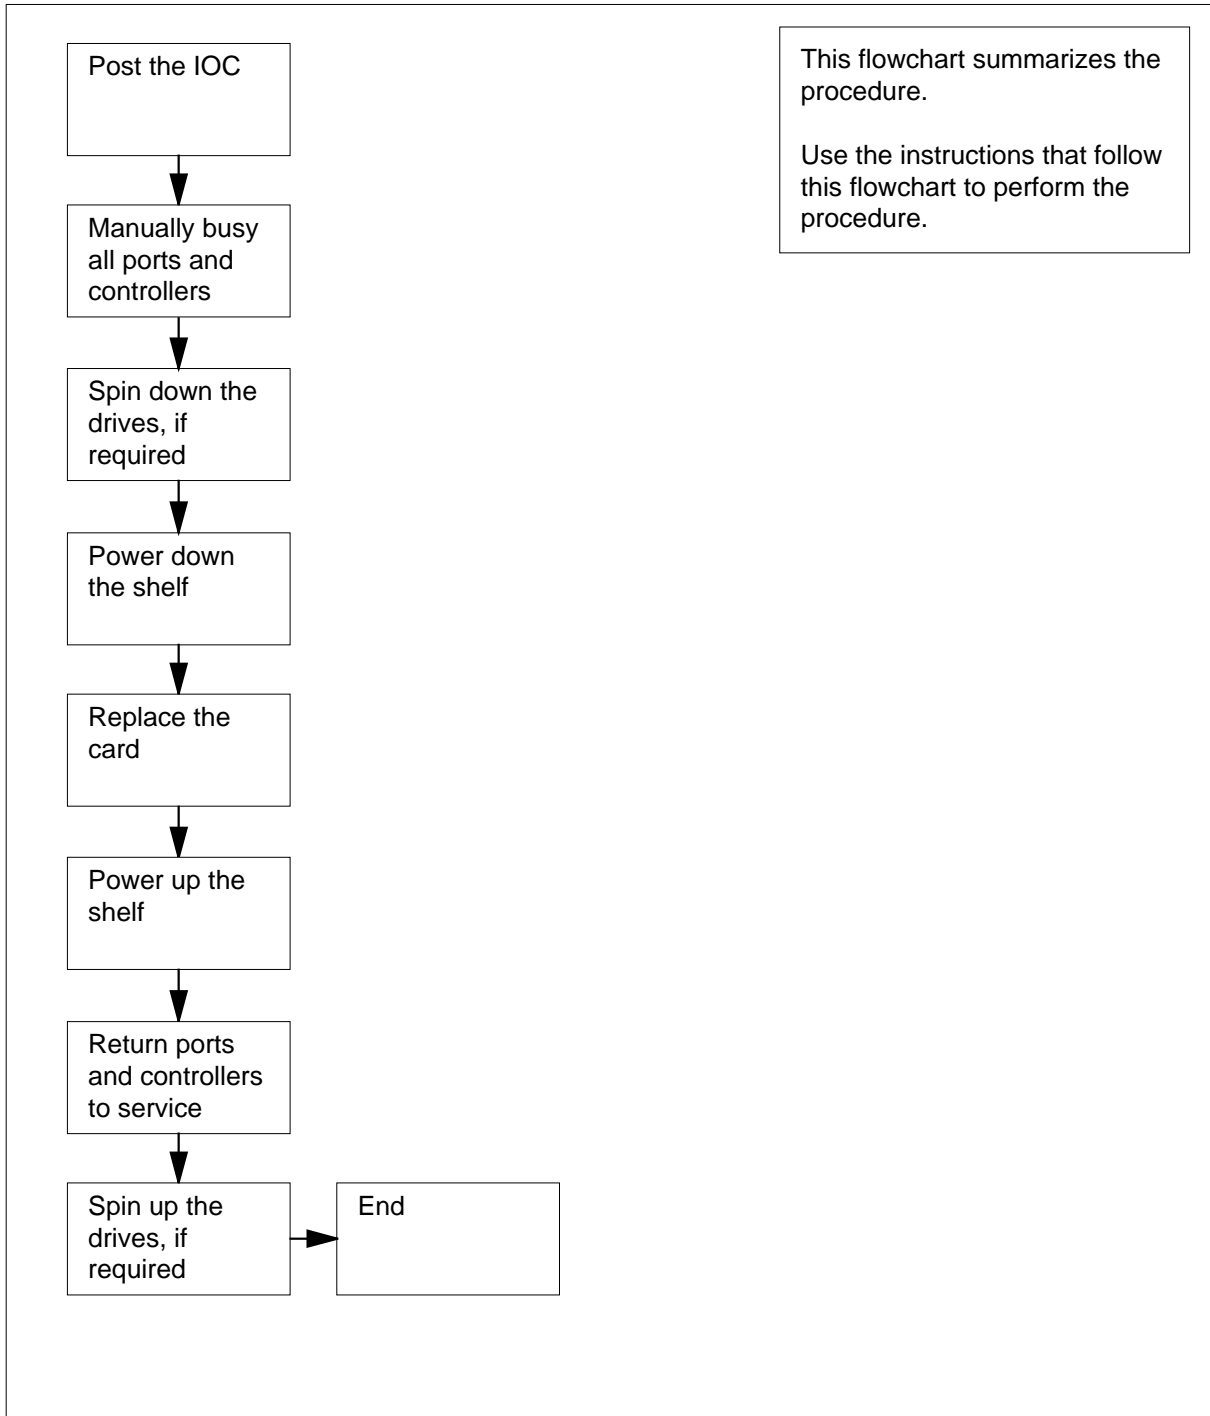 Post the IOC
Manually busy
all ports and
controllers
Spin down the
drives, if
required
Power down
the shelf
Replace the
card
Power up the
shelf
Return ports
and controllers
to service
Spin up the
drives, if
required
End
This flowchart summarizes the
procedure.
Use the instructions that follow
this flowchart to perform the
procedure.